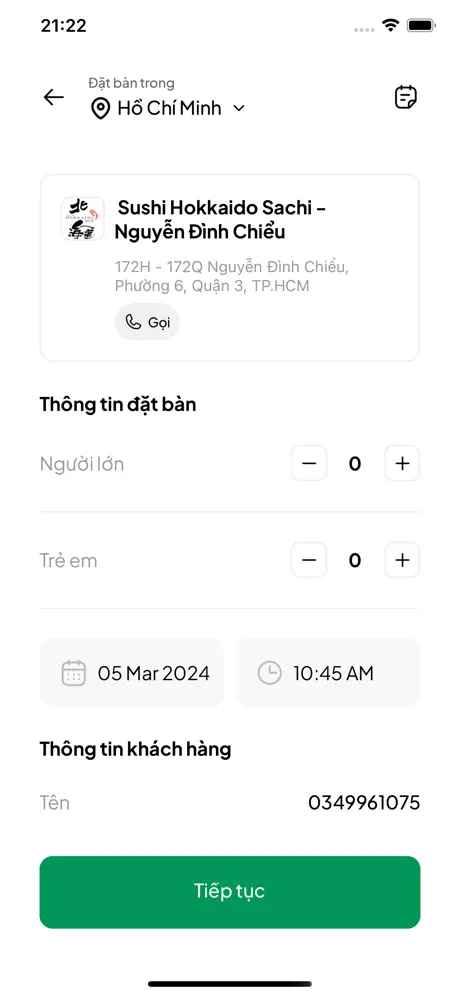 21:22
Đặt bàn trong
Hồ Chí Minh
Sushi Hokkaido Sachi –
Nguyễn Đình Chiểu
172H - 172Q Nguyễn Đình Chiểu,
Phường 6, Quận 3, TP.HCM
Gọi
Thông tin đặt bàn
Người lớn
0
Trẻ em
0
05 Mar 2024
10:45 AM
Thông tin khách hàng
Tên
0349961075
Tiếp tục